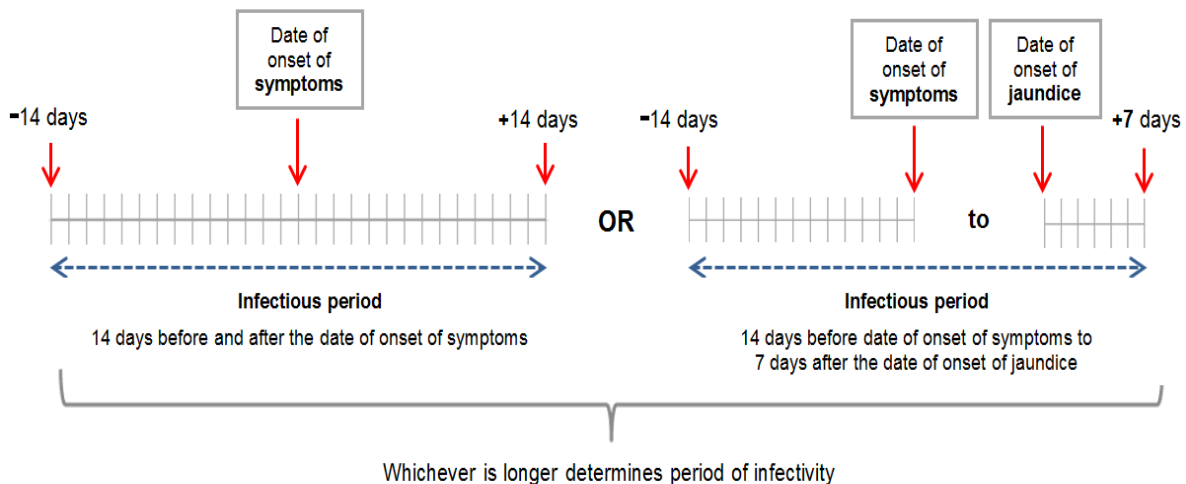 Date of
onset of
symptoms
-14 days
+14 days
Infectious period
14 days before and after the date of onset of symptoms
OR
Date of
onset of
symptoms
Date of
onset of
jaundice
-14 days
+7 days
to
Infectious period
14 days before date of onset of symptoms to
7 days after the date of onset of jaundice
Whichever is longer determines period of infectivity